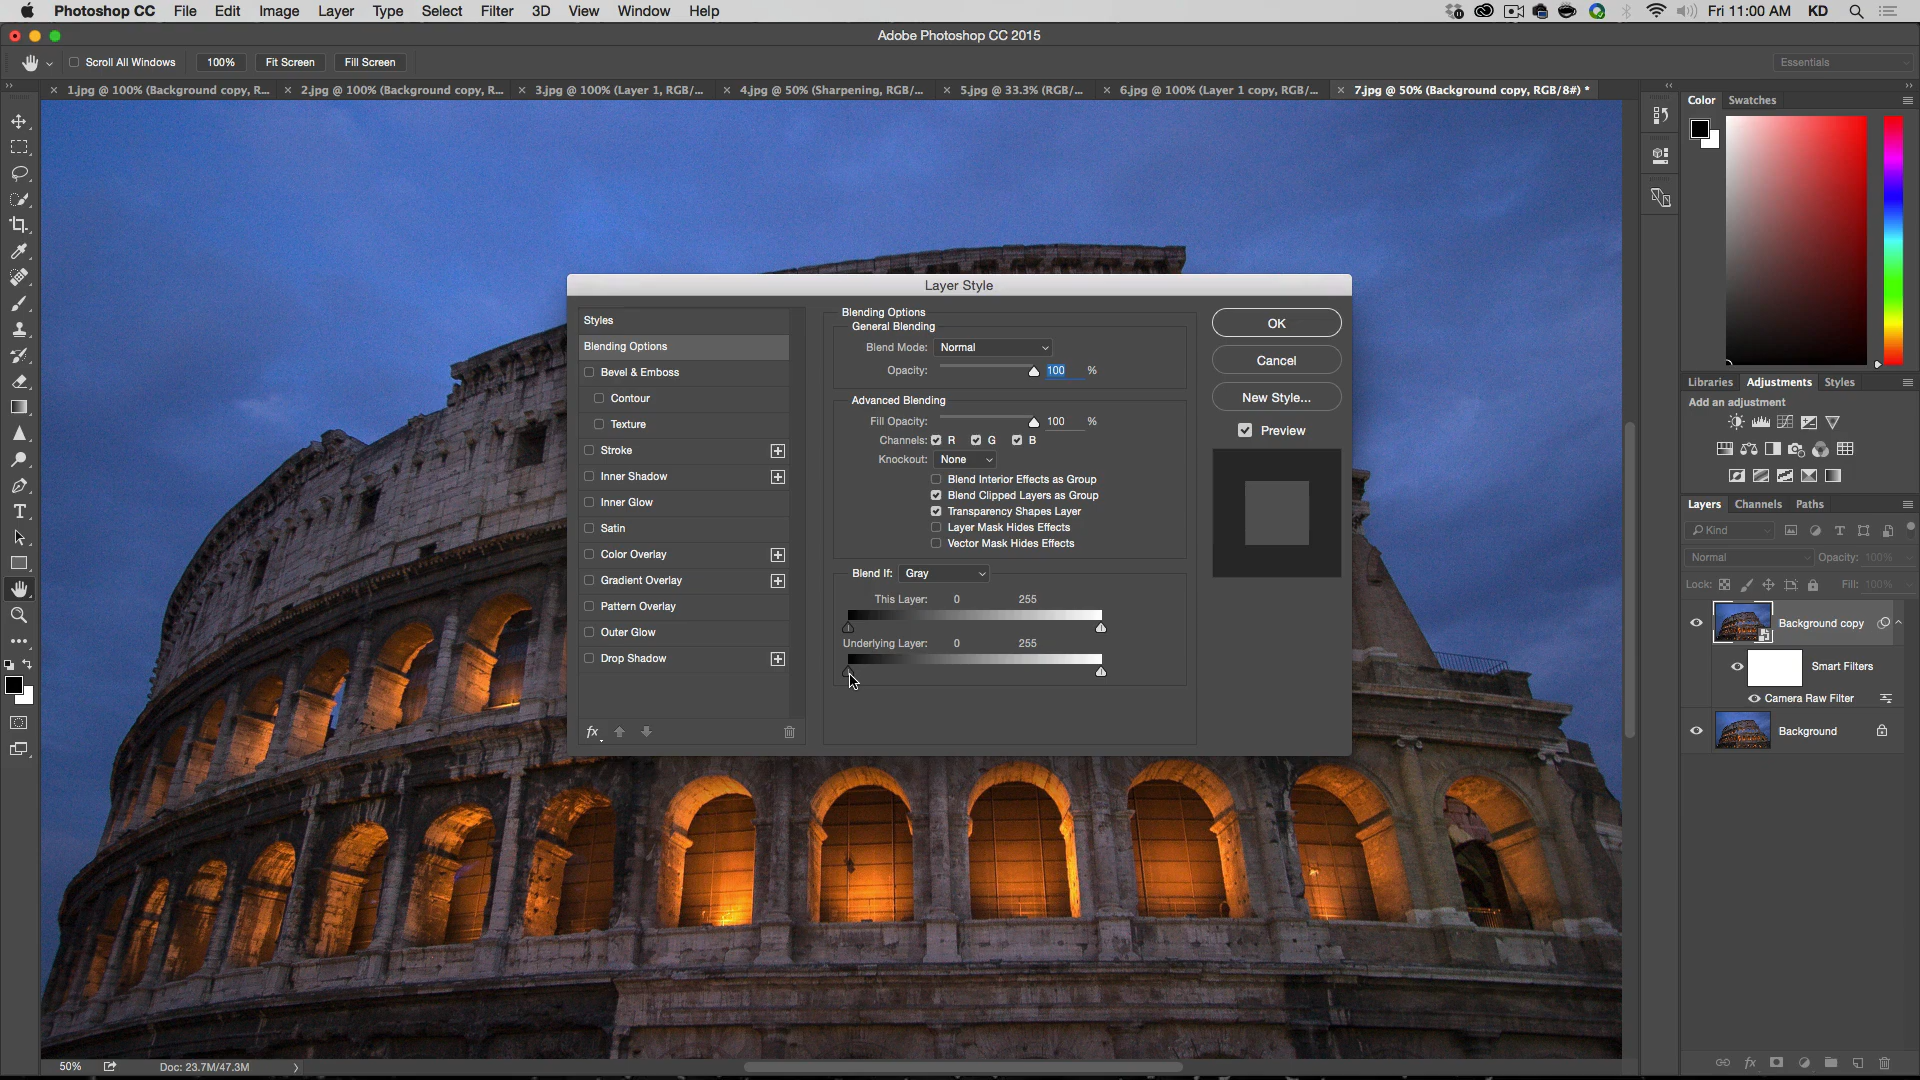 Photoshop CC File Edit Image Layer Type Select Filter 3D View Window Help Fri 11:00 AM KD
Adobe Photoshop CC 2015
Scroll All Windows 100% Fit Screen Fill Screen Essentials
1.jpg @ 100% (Background copy, R... 2.jpg @ 100% (Background copy, R... 3.jpg @ 100% (Layer 1, RGB/... 4.jpg @ 50% (Sharpening, RGB/... 5.jpg @ 33.3% (RGB/... 6.jpg @ 100% (Layer 1 copy, RGB/... 7.jpg @ 50% (Background copy, RGB/8#) *
Color Swatches
Layer Style
Styles
Blending Options
Bevel & Emboss
Contour
Texture
Stroke
Inner Shadow
Inner Glow
Satin
Color Overlay
Gradient Overlay
Pattern Overlay
Outer Glow
Drop Shadow
fx
Blending Options
General Blending
Blend Mode: Normal
Opacity: 100 %
Advanced Blending
Fill Opacity: 100 %
Channels: R G B
Knockout: None
Blend Interior Effects as Group
Blend Clipped Layers as Group
Transparency Shapes Layer
Layer Mask Hides Effects
Vector Mask Hides Effects
Blend If: Gray
This Layer: 0 255
Underlying Layer: 0 255
OK
Cancel
New Style...
Preview
Libraries Adjustments Styles
Add an adjustment
Layers Channels Paths
Kind
Normal Opacity: 100%
Lock: Fill: 100%
Background copy
Smart Filters
Camera Raw Filter
Background
50% Doc: 23.7M/47.3M
fx